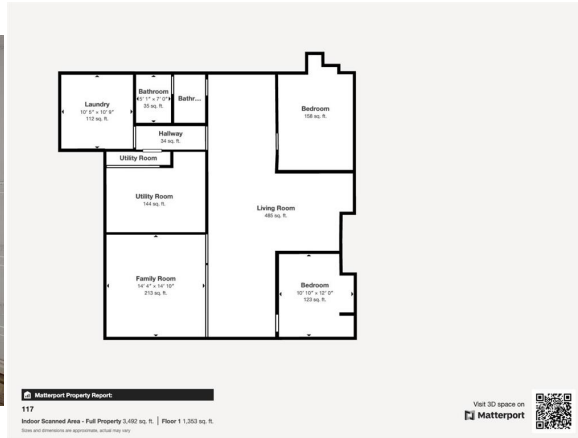 Laundry
10' 5" × 10' 9"
112 sq. ft.
Bathroom
5' 1" × 7' 0"
35 sq. ft.
Bathr...
Hallway
34 sq. ft.
Utility Room
Utility Room
144 sq. ft.
Family Room
14' 4" × 14' 10"
213 sq. ft.
Living Room
485 sq. ft.
Bedroom
158 sq. ft.
Bedroom
10' 10" × 12' 0"
123 sq. ft.
Matterport Property Report:
117
Indoor Scanned Area - Full Property 3,492 sq. ft. | Floor 1 1,353 sq. ft.
Sizes and dimensions are approximate, actual may vary
Visit 3D space on
Matterport